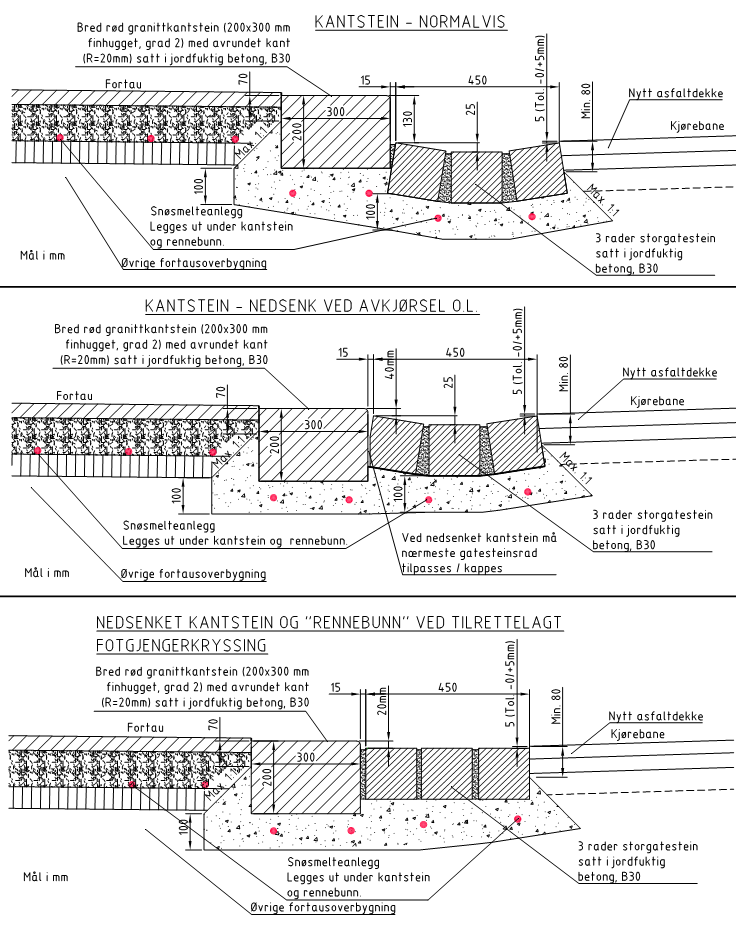 KANTSTEIN - NORMALVIS
Bred rød granittkantstein (200x300 mm
finhugget, grad 2) med avrundet kant
(R=20mm) satt i jordfuktig betong, B30
Fortau
70
15
450
5 (Tol. -0/+5mm)
Min. 80
Nytt asfaltdekke
Kjørebane
300
200
130
25
Max. 1:1
100
100
Max. 1:1
Snøsmelteanlegg
Legges ut under kantstein
og rennebunn.
Øvrige fortausoverbygning
Mål i mm
3 rader storgatestein
satt i jordfuktig
betong, B30
KANTSTEIN - NEDSENK VED AVKJØRSEL O.L.
Bred rød granittkantstein (200x300 mm
finhugget, grad 2) med avrundet kant
(R=20mm) satt i jordfuktig betong, B30
Fortau
70
15
450
40mm
25
5 (Tol. -0/+5mm)
Min. 80
Nytt asfaltdekke
Kjørebane
300
200
Max. 1:1
100
100
Max. 1:1
Snøsmelteanlegg
Legges ut under kantstein og rennebunn.
Øvrige fortausoverbygning
Mål i mm
Ved nedsenket kantstein må
nærmeste gatesteinsrad
tilpasses / kappes
3 rader storgatestein
satt i jordfuktig
betong, B30
NEDSENKET KANTSTEIN OG "RENNEBUNN" VED TILRETTELAGT
FOTGJENGERKRYSSING
Bred rød granittkantstein (200x300 mm
finhugget, grad 2) med avrundet kant
(R=20mm) satt i jordfuktig betong, B30
Fortau
70
15
450
20mm
5 (Tol. -0/+5mm)
Min. 80
Nytt asfaltdekke
Kjørebane
300
200
Max. 1:1
100
Snøsmelteanlegg
Legges ut under kantstein
og rennebunn.
Øvrige fortausoverbygning
Mål i mm
3 rader storgatestein
satt i jordfuktig
betong, B30